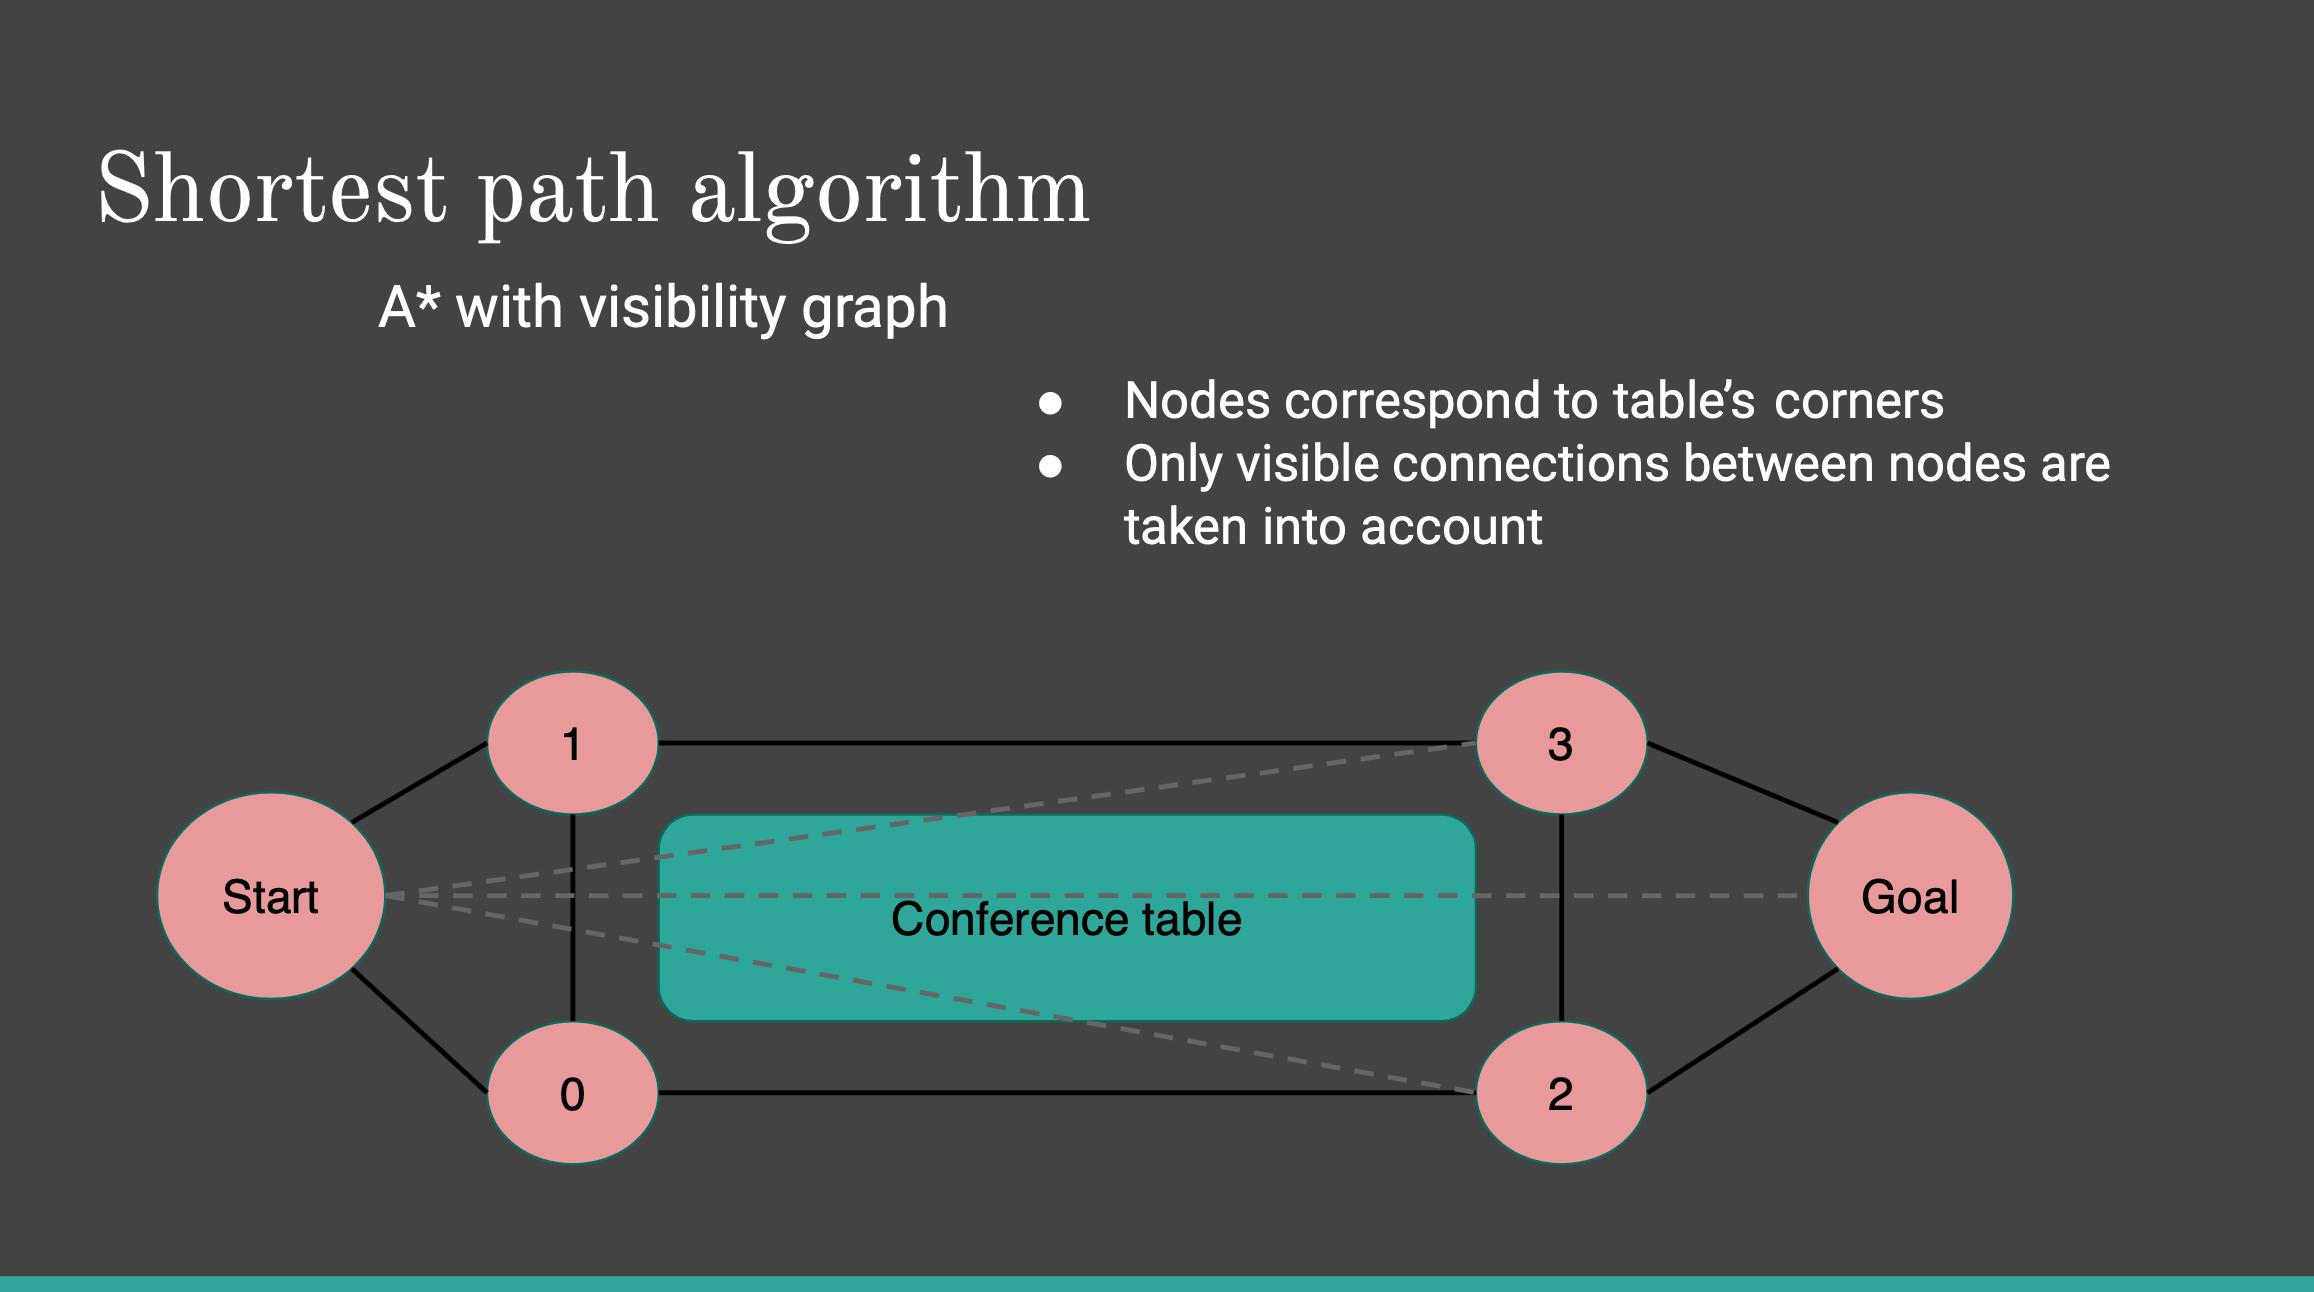 Shortest path algorithm
A* with visibility graph
● Nodes correspond to table’s corners
● Only visible connections between nodes are
taken into account
1
3
Start
Conference table
Goal
0
2